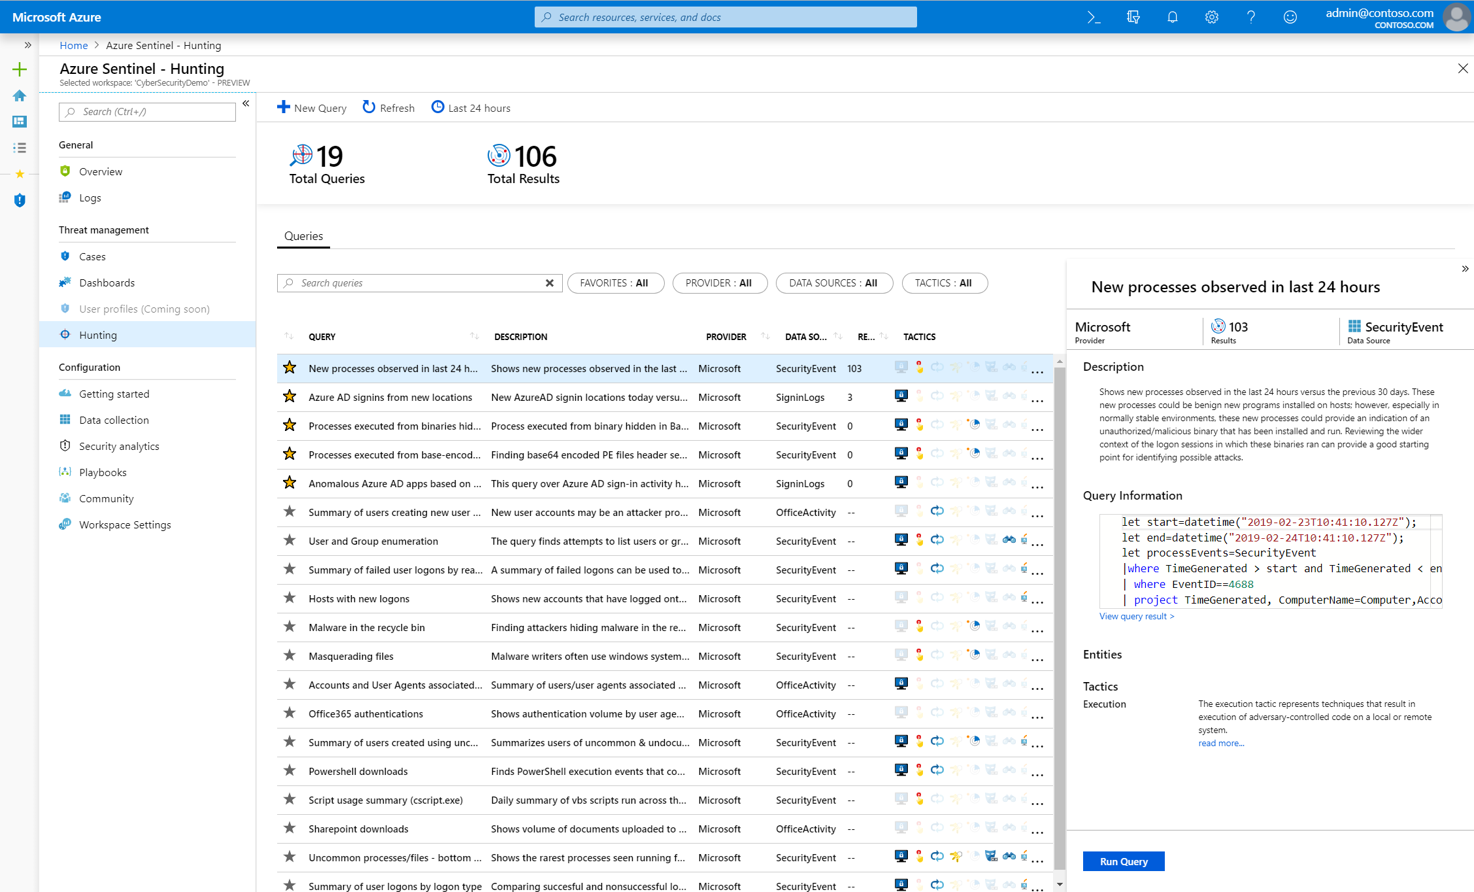 Microsoft Azure
Search resources, services, and docs
admin@contoso.com
CONTOSO.COM
Home > Azure Sentinel - Hunting
Azure Sentinel - Hunting
Selected workspace: 'CyberSecurityDemo' - PREVIEW
Search (Ctrl+/)
General
Overview
Logs
Threat management
Cases
Dashboards
User profiles (Coming soon)
Hunting
Configuration
Getting started
Data collection
Security analytics
Playbooks
Community
Workspace Settings
New Query Refresh Last 24 hours
19
Total Queries
106
Total Results
Queries
Search queries
FAVORITES : All PROVIDER : All DATA SOURCES : All TACTICS : All
QUERY DESCRIPTION PROVIDER DATA SO... RE... TACTICS
New processes observed in last 24 h... Shows new processes observed in the last ... Microsoft SecurityEvent 103 ...
Azure AD signins from new locations New AzureAD signin locations today versu... Microsoft SigninLogs 3 ...
Processes executed from binaries hid... Process executed from binary hidden in Ba... Microsoft SecurityEvent 0 ...
Processes executed from base-encod... Finding base64 encoded PE files header se... Microsoft SecurityEvent 0 ...
Anomalous Azure AD apps based on ... This query over Azure AD sign-in activity h... Microsoft SigninLogs 0 ...
Summary of users creating new user ... New user accounts may be an attacker pro... Microsoft OfficeActivity -- ...
User and Group enumeration The query finds attempts to list users or gr... Microsoft SecurityEvent -- ...
Summary of failed user logons by rea... A summary of failed logons can be used to... Microsoft SecurityEvent -- ...
Hosts with new logons Shows new accounts that have logged ont... Microsoft SecurityEvent -- ...
Malware in the recycle bin Finding attackers hiding malware in the re... Microsoft SecurityEvent -- ...
Masquerading files Malware writers often use windows system... Microsoft SecurityEvent -- ...
Accounts and User Agents associated... Summary of users/user agents associated ... Microsoft OfficeActivity -- ...
Office365 authentications Shows authentication volume by user age... Microsoft OfficeActivity -- ...
Summary of users created using unc... Summarizes users of uncommon & undocu... Microsoft SecurityEvent -- ...
Powershell downloads Finds PowerShell execution events that co... Microsoft SecurityEvent -- ...
Script usage summary (cscript.exe) Daily summary of vbs scripts run across th... Microsoft SecurityEvent -- ...
Sharepoint downloads Shows volume of documents uploaded to ... Microsoft OfficeActivity -- ...
Uncommon processes/files - bottom ... Shows the rarest processes seen running f... Microsoft SecurityEvent -- ...
Summary of user logons by logon type Comparing succesful and nonsuccessful lo... Microsoft SecurityEvent -- ...
New processes observed in last 24 hours
Microsoft
Provider
103
Results
SecurityEvent
Data Source
Description
Shows new processes observed in the last 24 hours versus the previous 30 days. These
new processes could be benign new programs installed on hosts; however, especially in
normally stable environments, these new processes could provide an indication of an
unauthorized/malicious binary that has been installed and run. Reviewing the wider
context of the logon sessions in which these binaries ran can provide a good starting
point for identifying possible attacks.
Query Information
let start=datetime("2019-02-23T10:41:10.127Z");
let end=datetime("2019-02-24T10:41:10.127Z");
let processEvents=SecurityEvent
|where TimeGenerated > start and TimeGenerated < en
| where EventID==4688
| project TimeGenerated, ComputerName=Computer,Acco
View query result >
Entities
Tactics
Execution
The execution tactic represents techniques that result in
execution of adversary-controlled code on a local or remote
system.
read more...
Run Query